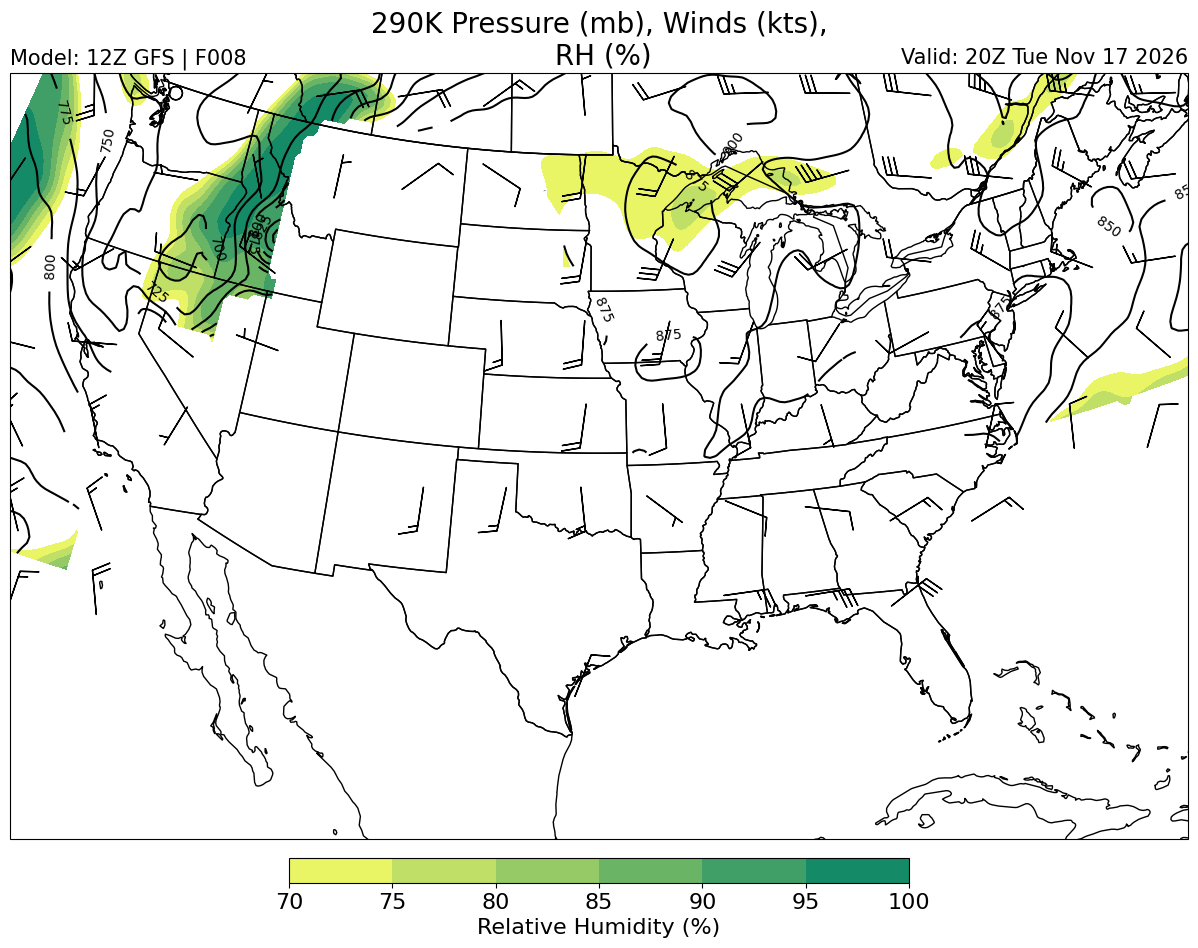 290K Pressure (mb), Winds (kts),
RH (%)
Model: 12Z GFS | F008
Valid: 20Z Tue Nov 17 2026
775
750
800
700
725
875
875
875
850
875
70 75 80 85 90 95 100
Relative Humidity (%)